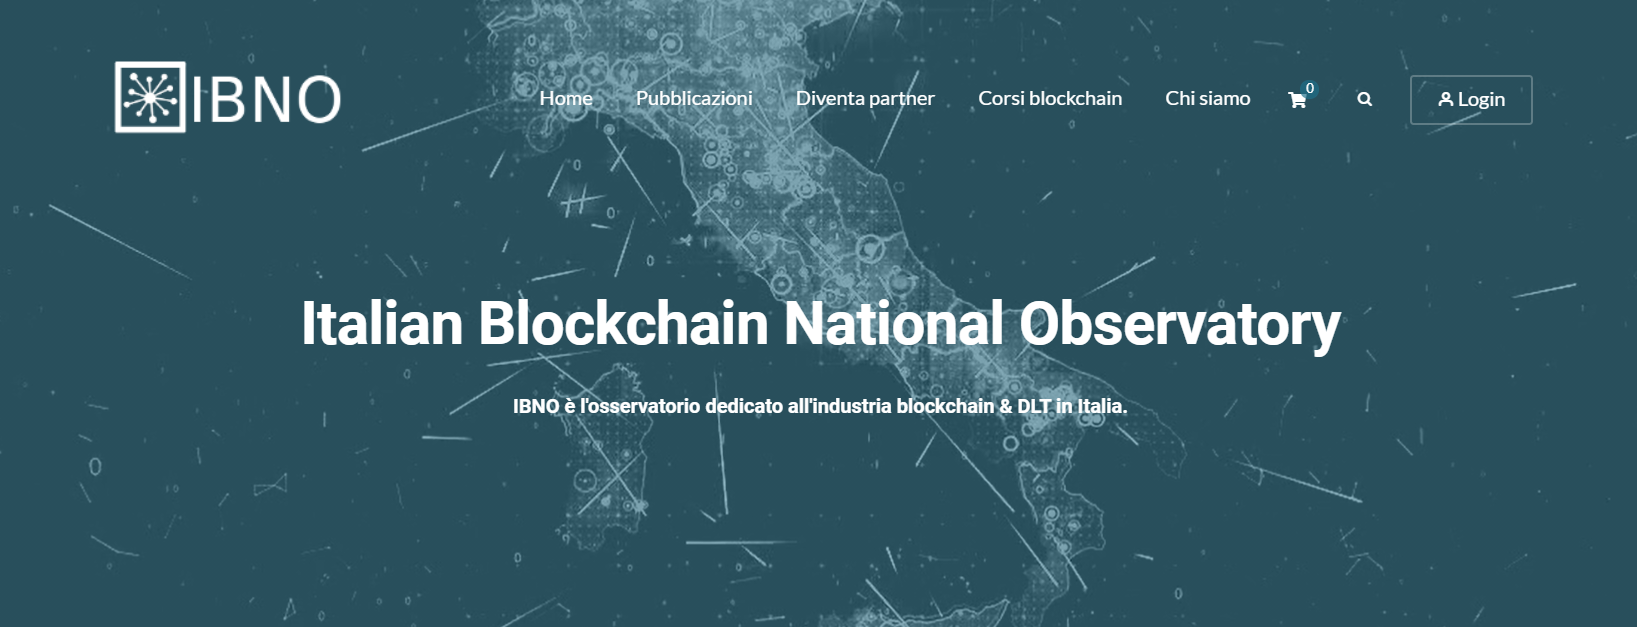 IBNO
Home Pubblicazioni Diventa partner Corsi blockchain Chi siamo 0 Login
Italian Blockchain National Observatory
IBNO è l'osservatorio dedicato all'industria blockchain & DLT in Italia.